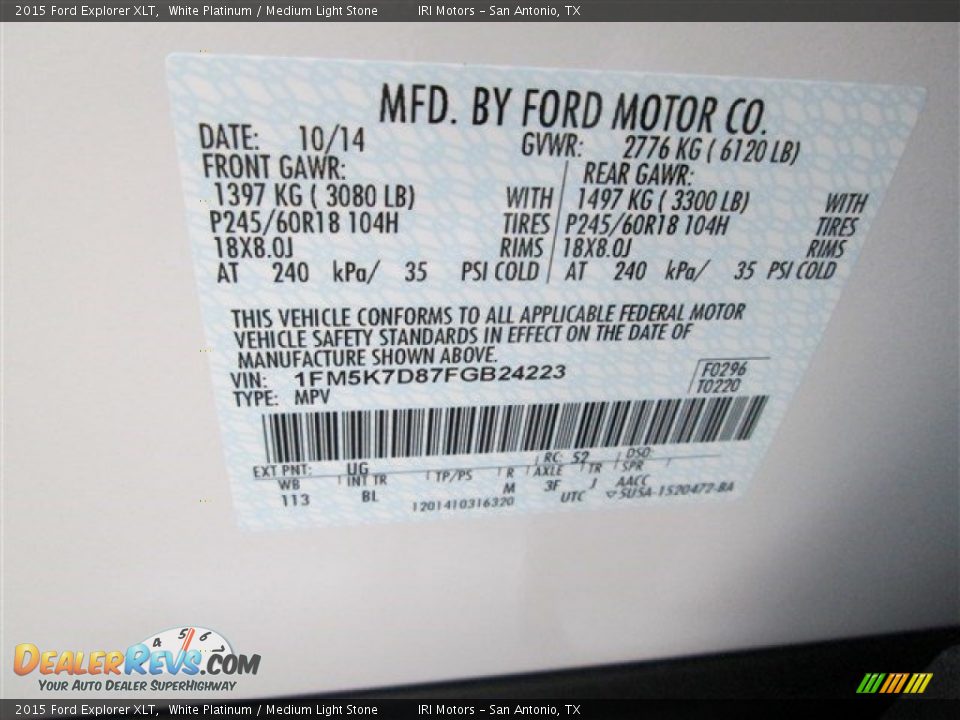 2015 Ford Explorer XLT, White Platinum / Medium Light Stone IRI Motors - San Antonio, TX
MFD. BY FORD MOTOR CO.
DATE: 10/14 GVWR: 2776 KG ( 6120 LB)
FRONT GAWR: REAR GAWR:
1397 KG ( 3080 LB) WITH 1497 KG ( 3300 LB) WITH
P245/60R18 104H TIRES P245/60R18 104H TIRES
18X8.0J RIMS 18X8.0J RIMS
AT 240 kPa/ 35 PSI COLD AT 240 kPa/ 35 PSI COLD
THIS VEHICLE CONFORMS TO ALL APPLICABLE FEDERAL MOTOR
VEHICLE SAFETY STANDARDS IN EFFECT ON THE DATE OF
MANUFACTURE SHOWN ABOVE.
VIN: 1FM5K7D87FGB24223 F0296
TYPE: MPV T0220
EXT PNT: UG RC: 52 DSO:
WB INT TR TP/PS R AXLE TR SPR
113 BL M 3F J AACC
1201410316320 UTC ▽5U5A-1520472-BA
4 5 6
DEALERREVS.COM
YOUR AUTO DEALER SUPERHIGHWAY
2015 Ford Explorer XLT, White Platinum / Medium Light Stone IRI Motors - San Antonio, TX